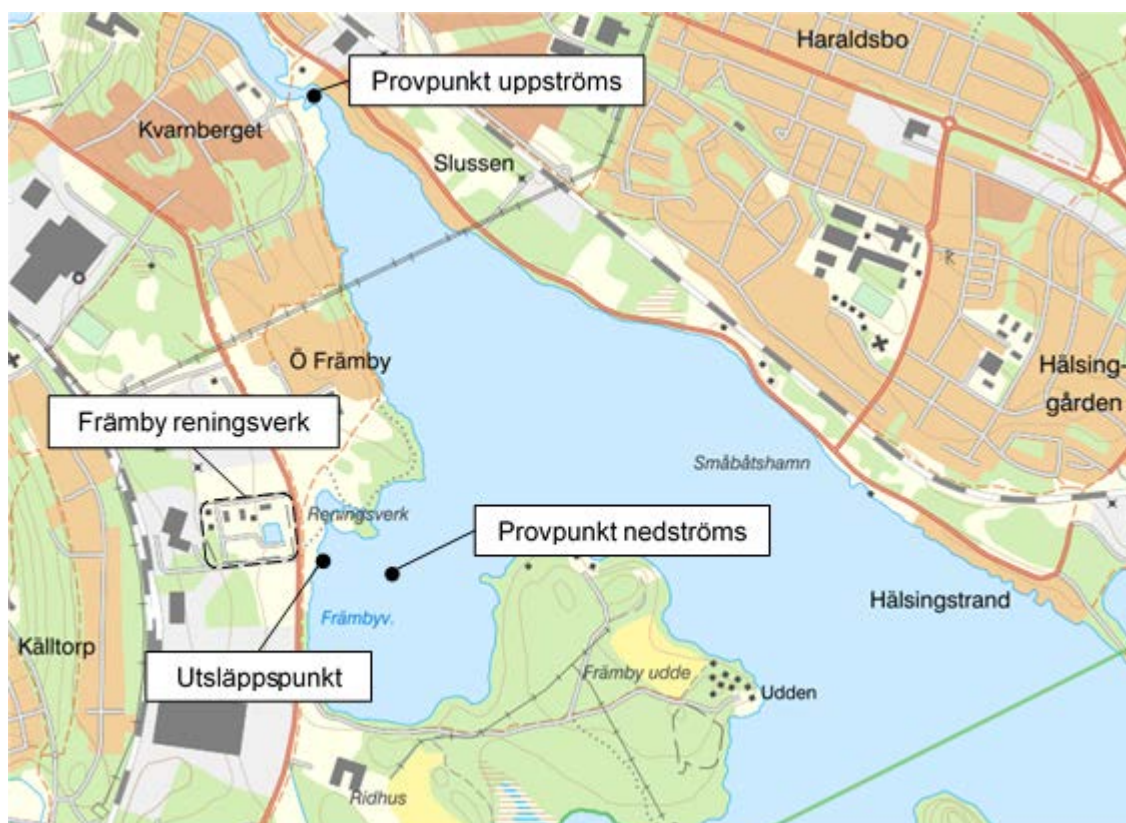 Haraldsbo
Provpunkt uppströms
Kvarnberget
Slussen
Ö Främby
Hälsing-
gården
Främby reningsverk
Småbåtshamn
Reningsverk
Provpunkt nedströms
Hälsingstrand
Främbyv.
Källtorp
Utsläppspunkt
Främby udde
Udden
Ridhus